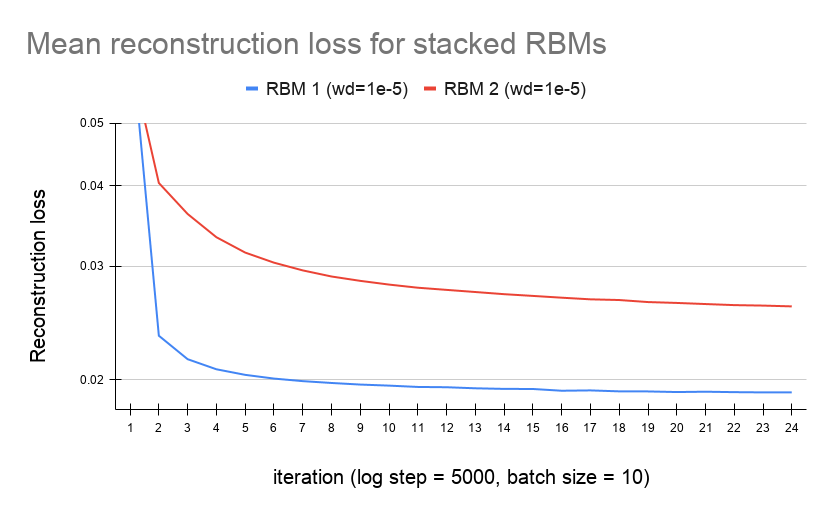 Mean reconstruction loss for stacked RBMs
RBM 1 (wd=1e-5) RBM 2 (wd=1e-5)
Reconstruction loss
0.05
0.04
0.03
0.02
1 2 3 4 5 6 7 8 9 10 11 12 13 14 15 16 17 18 19 20 21 22 23 24
iteration (log step = 5000, batch size = 10)